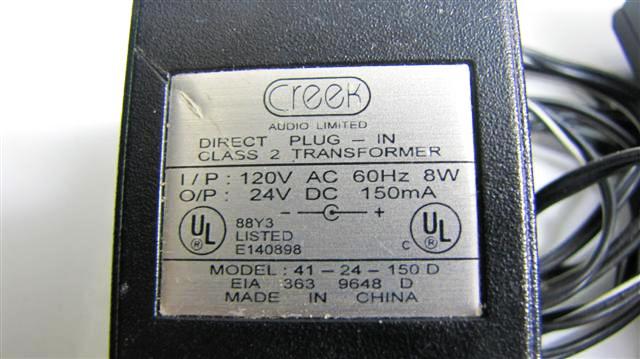 Creek
AUDIO LIMITED
DIRECT PLUG - IN
CLASS 2 TRANSFORMER
I/P : 120V AC 60Hz 8W
O/P : 24V DC 150mA
- +
UL ® 88Y3 LISTED E140898 C UL ®
MODEL : 41 - 24 - 150 D
EIA 363 9648 D
MADE IN CHINA